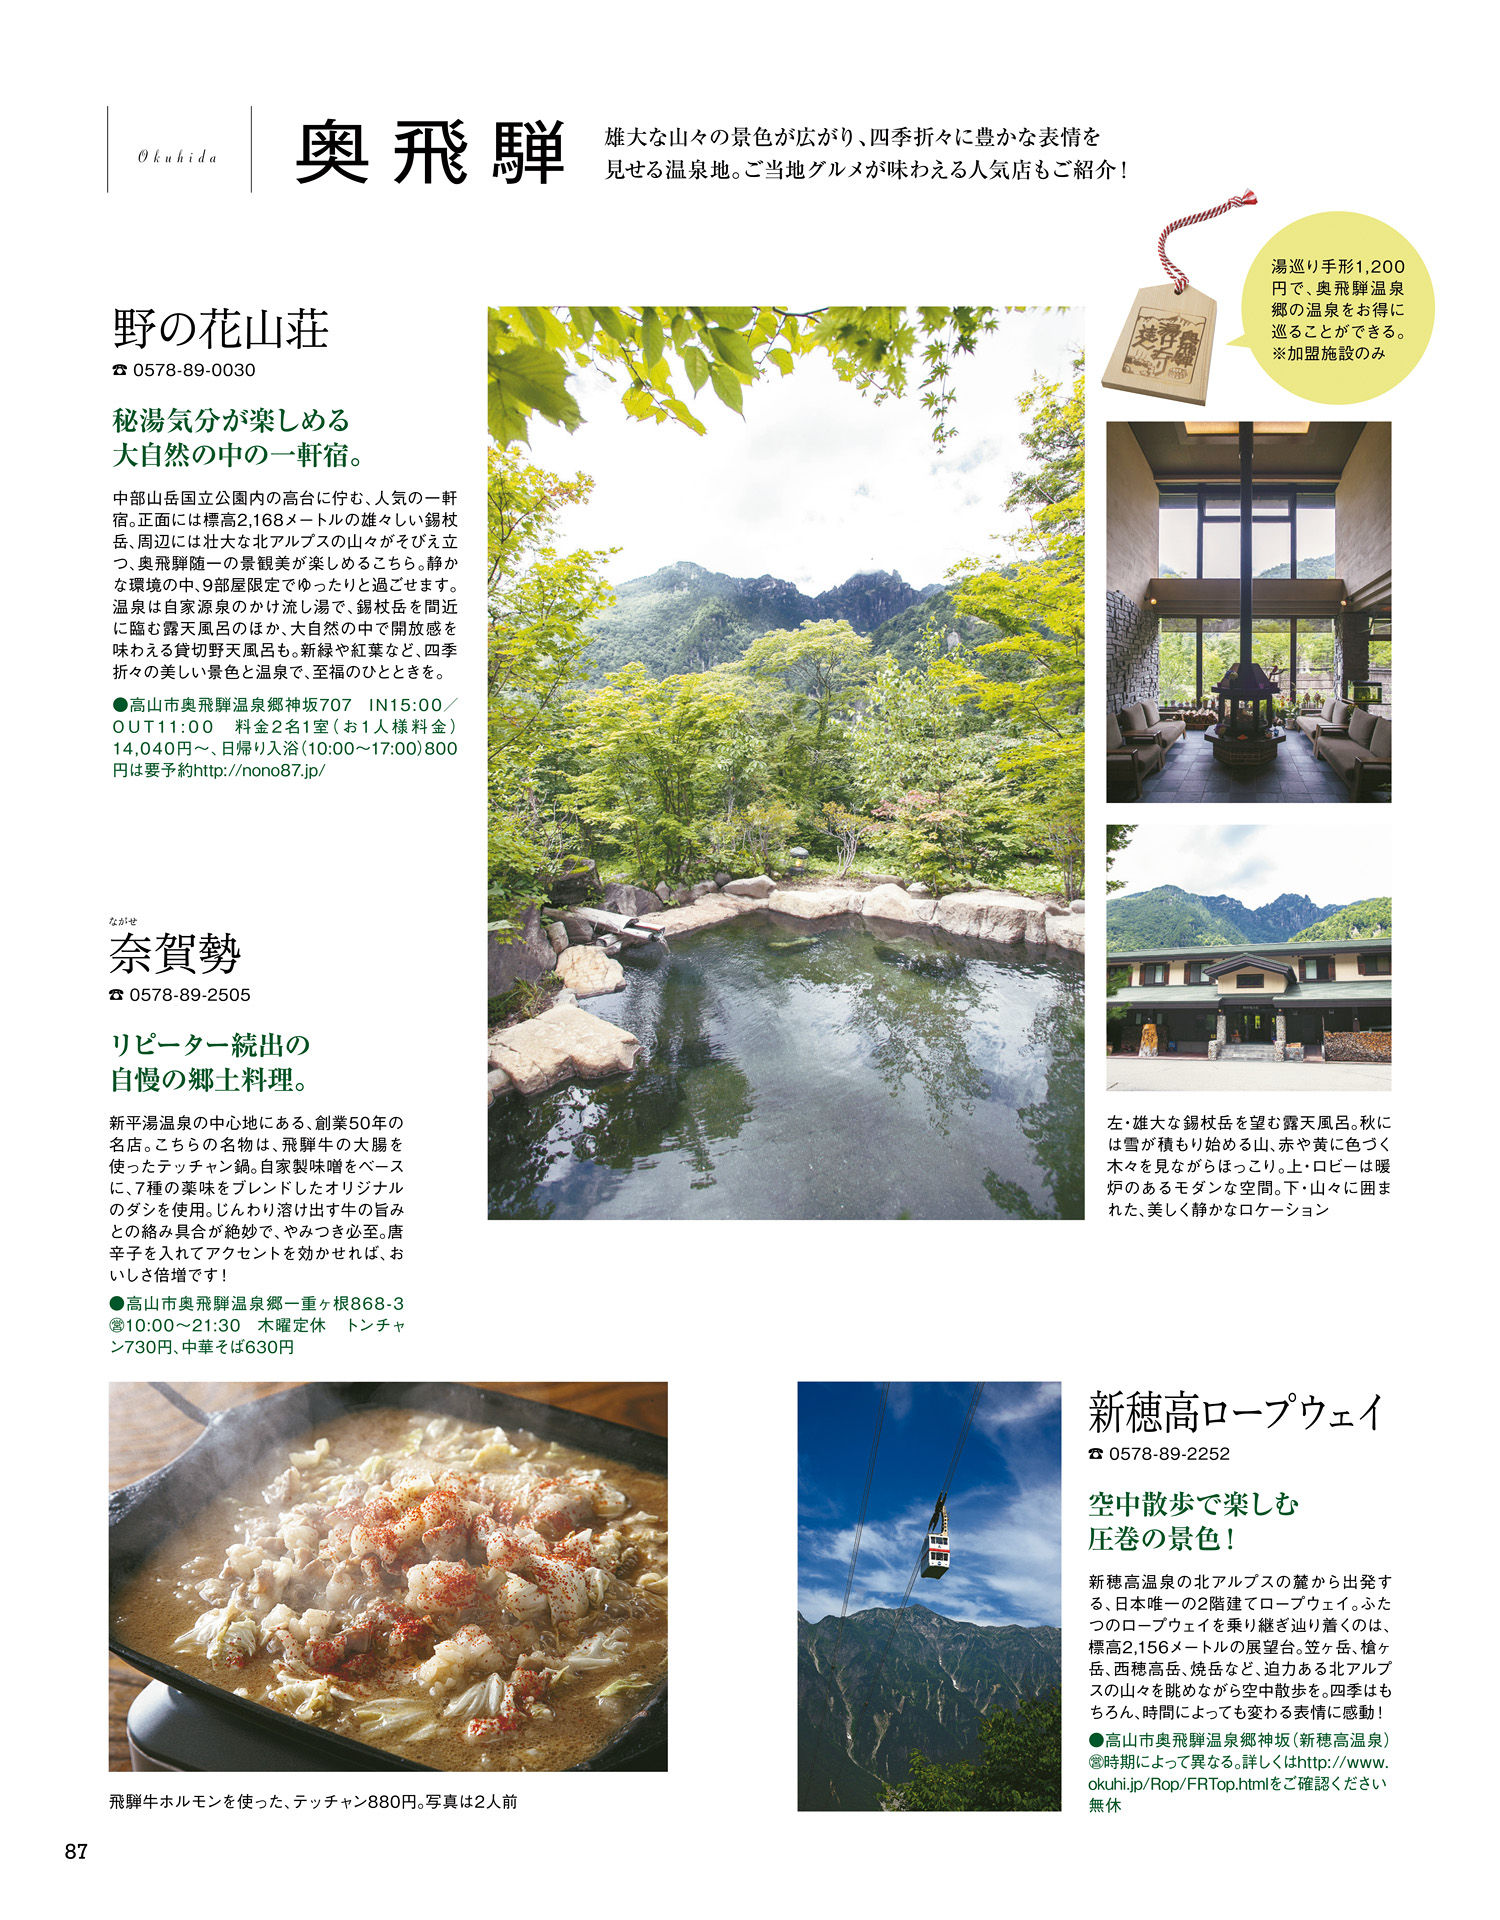 Okuhida
奥飛騨
雄大な山々の景色が広がり、四季折々に豊かな表情を
見せる温泉地。ご当地グルメが味わえる人気店もご紹介！
湯巡り手形1,200
円で、奥飛騨温泉
郷の温泉をお得に
巡ることができる。
※加盟施設のみ
野の花山荘
☎ 0578-89-0030
秘湯気分が楽しめる
大自然の中の一軒宿。
中部山岳国立公園内の高台に佇む、人気の一軒
宿。正面には標高2,168メートルの雄々しい錫杖
岳、周辺には壮大な北アルプスの山々がそびえ立
つ、奥飛騨随一の景観美が楽しめるこちら。静か
な環境の中、9部屋限定でゆったりと過ごせます。
温泉は自家源泉のかけ流し湯で、錫杖岳を間近
に臨む露天風呂のほか、大自然の中で開放感を
味わえる貸切野天風呂も。新緑や紅葉など、四季
折々の美しい景色と温泉で、至福のひとときを。
●高山市奥飛騨温泉郷神坂707　IN15:00／
OUT11:00　料金2名1室（お1人様料金）
14,040円〜、日帰り入浴（10:00〜17:00）800
円は要予約http://nono87.jp/
ながせ
奈賀勢
☎ 0578-89-2505
リピーター続出の
自慢の郷土料理。
新平湯温泉の中心地にある、創業50年の
名店。こちらの名物は、飛騨牛の大腸を
使ったテッチャン鍋。自家製味噌をベース
に、7種の薬味をブレンドしたオリジナル
のダシを使用。じんわり溶け出す牛の旨み
との絡み具合が絶妙で、やみつき必至。唐
辛子を入れてアクセントを効かせれば、お
いしさ倍増です！
●高山市奥飛騨温泉郷一重ヶ根868-3
㊂10:00〜21:30　木曜定休　トンチャ
ン730円、中華そば630円
左・雄大な錫杖岳を望む露天風呂。秋に
は雪が積もり始める山、赤や黄に色づく
木々を見ながらほっこり。上・ロビーは暖
炉のあるモダンな空間。下・山々に囲ま
れた、美しく静かなロケーション
飛騨牛ホルモンを使った、テッチャン880円。写真は2人前
新穂高ロープウェイ
☎ 0578-89-2252
空中散歩で楽しむ
圧巻の景色！
新穂高温泉の北アルプスの麓から出発す
る、日本唯一の2階建てロープウェイ。ふた
つのロープウェイを乗り継ぎ辿り着くのは、
標高2,156メートルの展望台。笠ヶ岳、槍ヶ
岳、西穂高岳、焼岳など、迫力ある北アルプ
スの山々を眺めながら空中散歩を。四季はも
ちろん、時間によっても変わる表情に感動！
●高山市奥飛騨温泉郷神坂（新穂高温泉）
㊂時期によって異なる。詳しくはhttp://www.
okuhi.jp/Rop/FRTop.htmlをご確認ください
無休
87